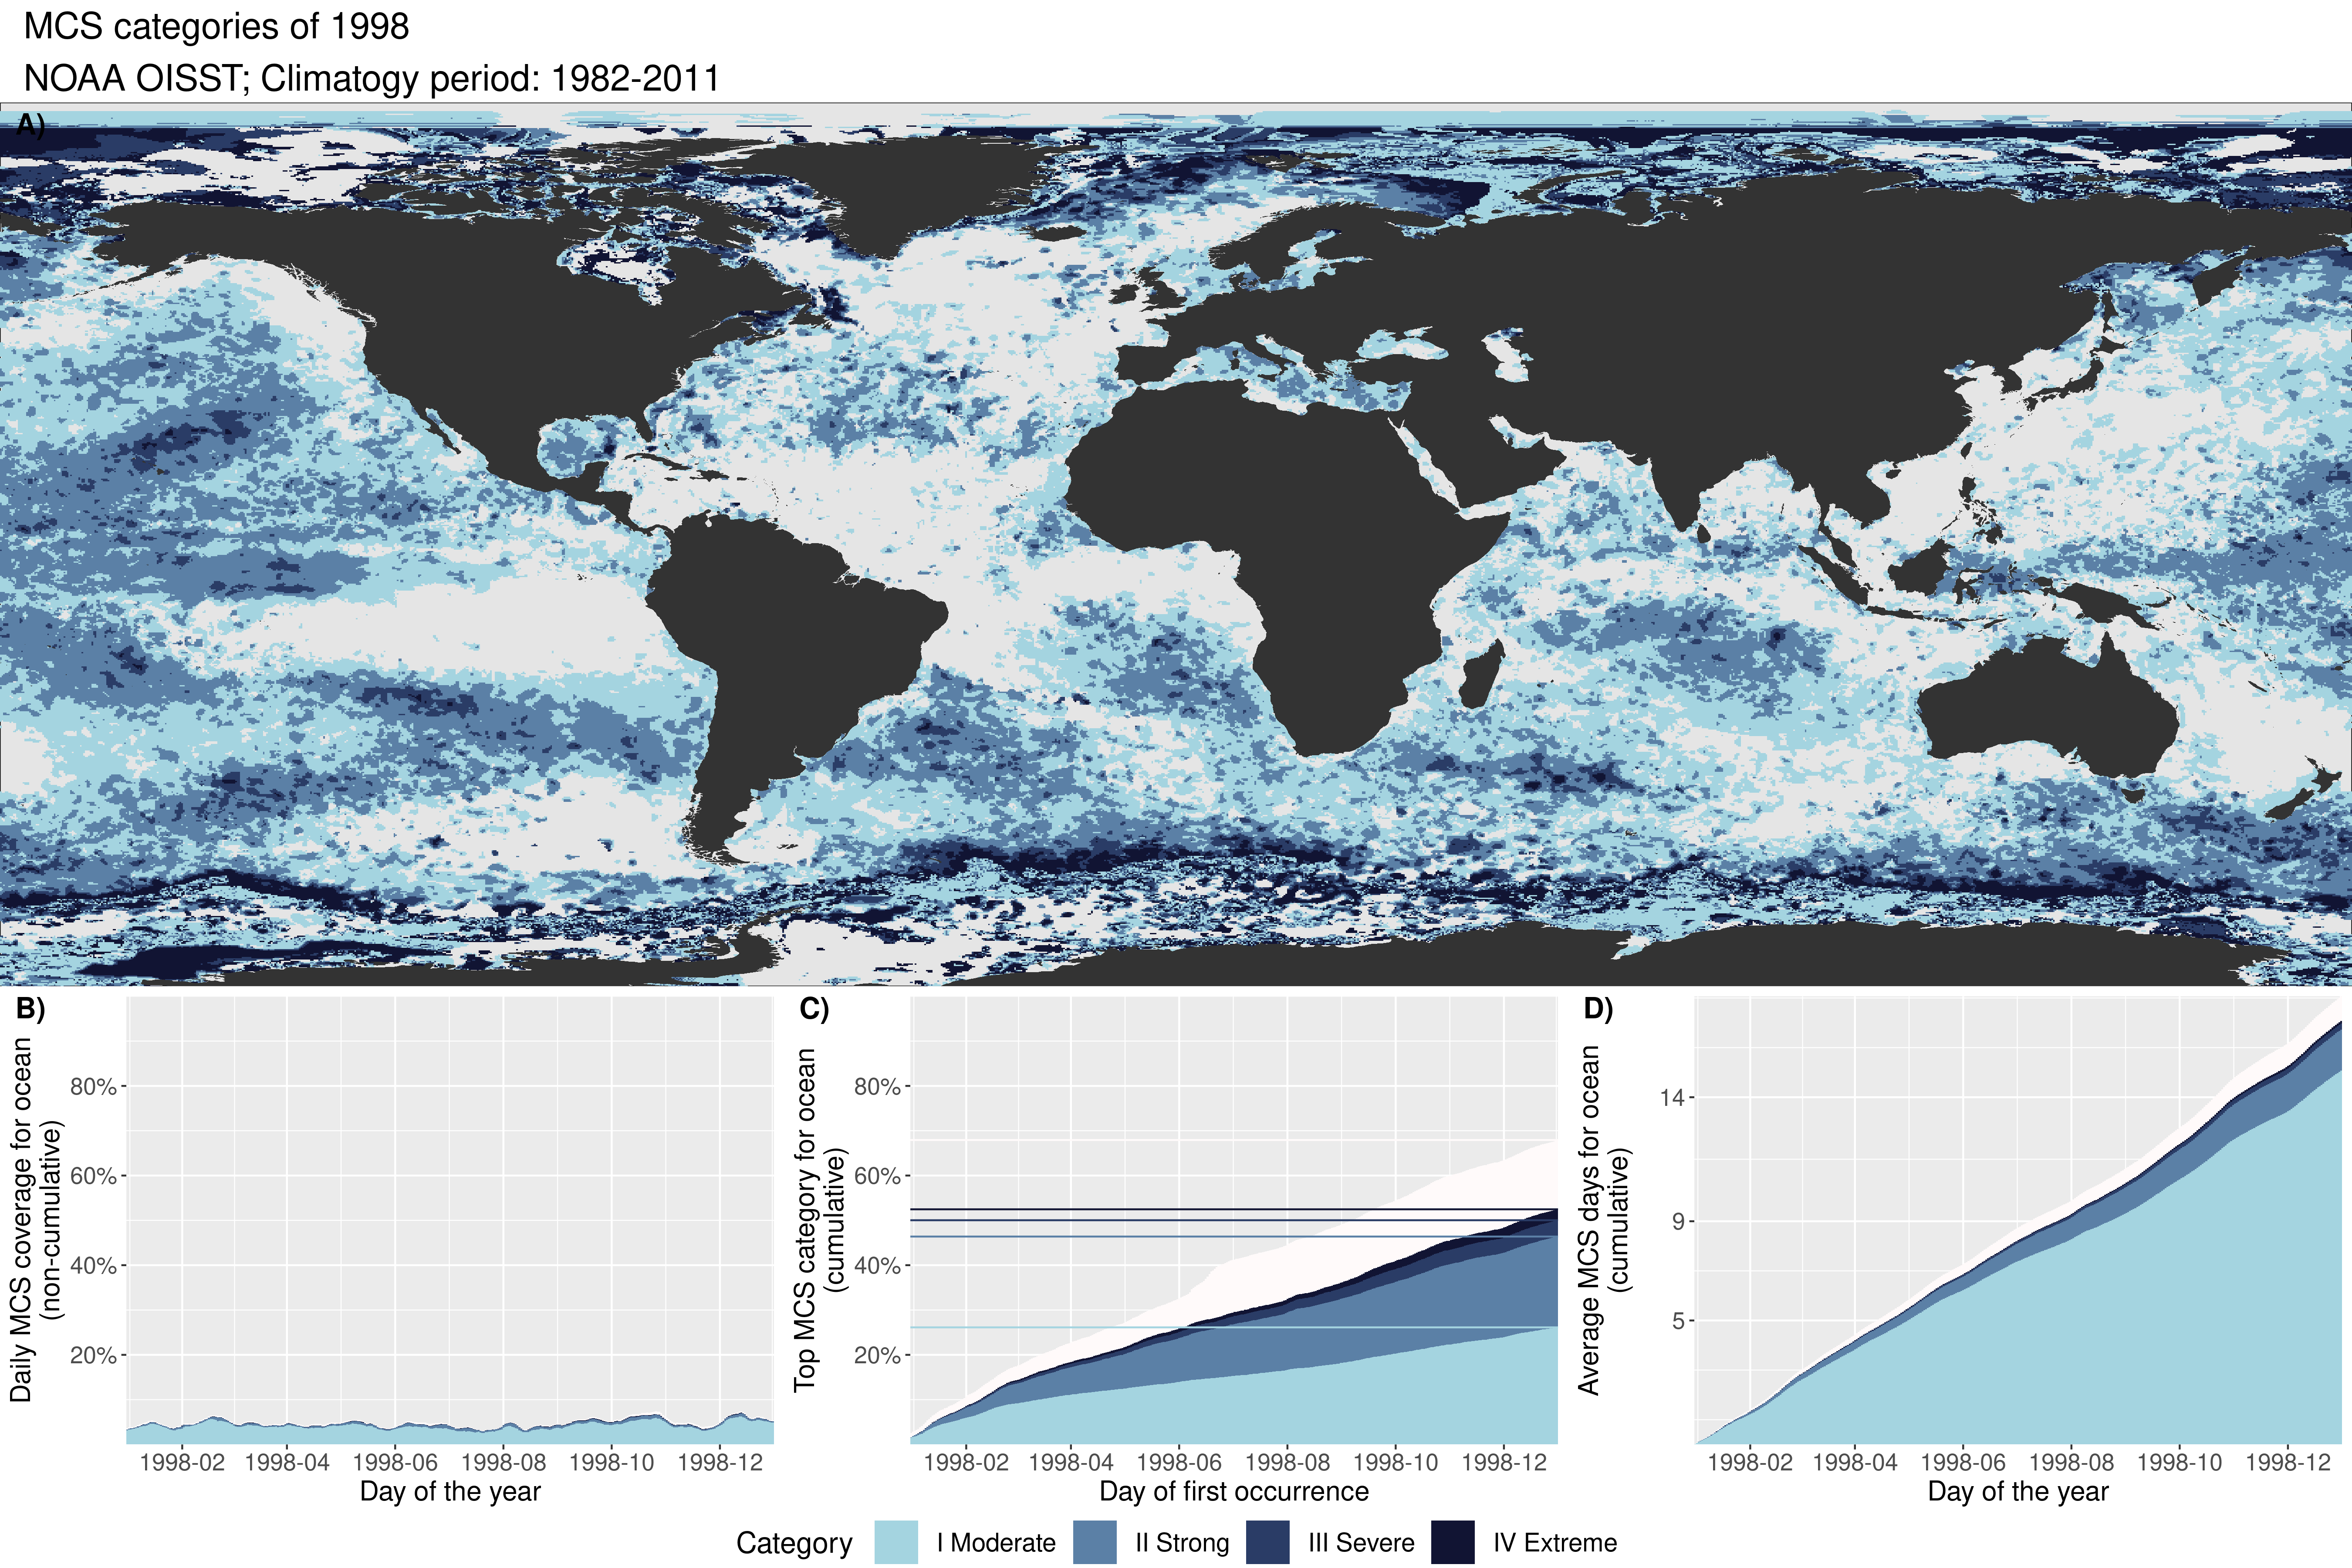 MCS categories of 1998
NOAA OISST; Climatogy period: 1982-2011
A)
B)
Daily MCS coverage for ocean
(non-cumulative)
80%
60%
40%
20%
1998-02 1998-04 1998-06 1998-08 1998-10 1998-12
Day of the year
C)
Top MCS category for ocean
(cumulative)
80%
60%
40%
20%
1998-02 1998-04 1998-06 1998-08 1998-10 1998-12
Day of first occurrence
D)
Average MCS days for ocean
(cumulative)
14
9
5
1998-02 1998-04 1998-06 1998-08 1998-10 1998-12
Day of the year
Category I Moderate II Strong III Severe IV Extreme